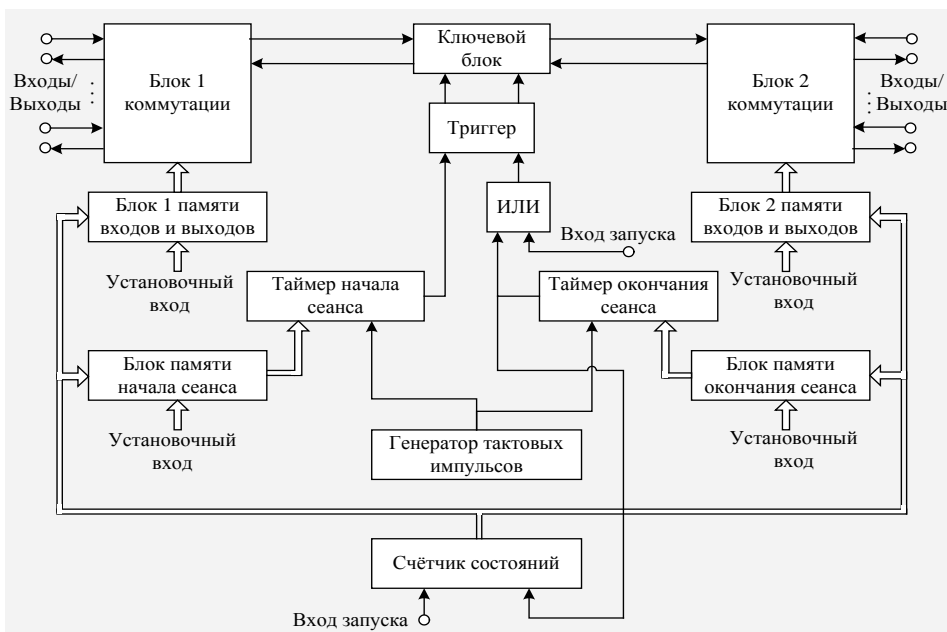 Ключевой
блок
Блок 1
коммутации
Блок 2
коммутации
Входы/
Выходы
Входы/
Выходы
Триггер
ИЛИ
Вход запуска
Блок 1 памяти
входов и выходов
Блок 2 памяти
входов и выходов
Установочный
вход
Установочный
вход
Таймер начала
сеанса
Таймер окончания
сеанса
Блок памяти
начала сеанса
Блок памяти
окончания сеанса
Установочный
вход
Генератор тактовых
импульсов
Установочный
вход
Счётчик состояний
Вход запуска